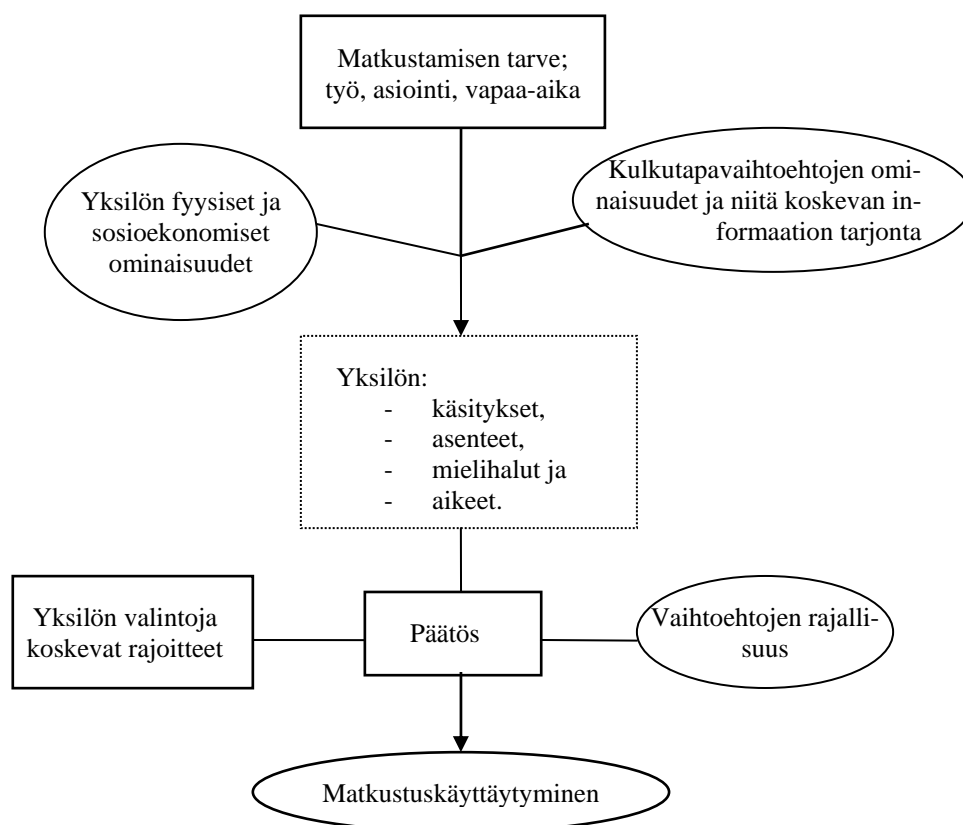 Matkustamisen tarve;
työ, asiointi, vapaa-aika
Yksilön fyysiset ja
sosioekonomiset
ominaisuudet
Kulkutapavaihtoehtojen omi-
naisuudet ja niitä koskevan in-
formaation tarjonta
Yksilön:
- käsitykset,
- asenteet,
- mielihalut ja
- aikeet.
Yksilön valintoja
koskevat rajoitteet
Päätös
Vaihtoehtojen rajalli-
suus
Matkustuskäyttäytyminen